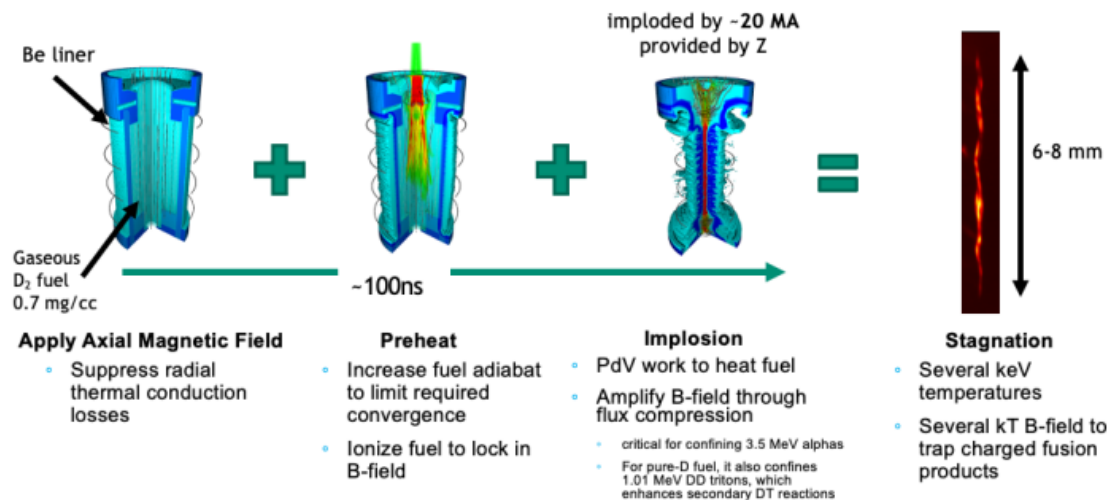 imploded by ~20 MA
provided by Z
Be liner
6-8 mm
Gaseous
D₂ fuel
0.7 mg/cc
~100ns
Apply Axial Magnetic Field
Suppress radial
thermal conduction
losses
Preheat
Increase fuel adiabat
to limit required
convergence
Ionize fuel to lock in
B-field
Implosion
PdV work to heat fuel
Amplify B-field through
flux compression
critical for confining 3.5 MeV alphas
For pure-D fuel, it also confines
1.01 MeV DD tritons, which
enhances secondary DT reactions
Stagnation
Several keV
temperatures
Several kT B-field to
trap charged fusion
products